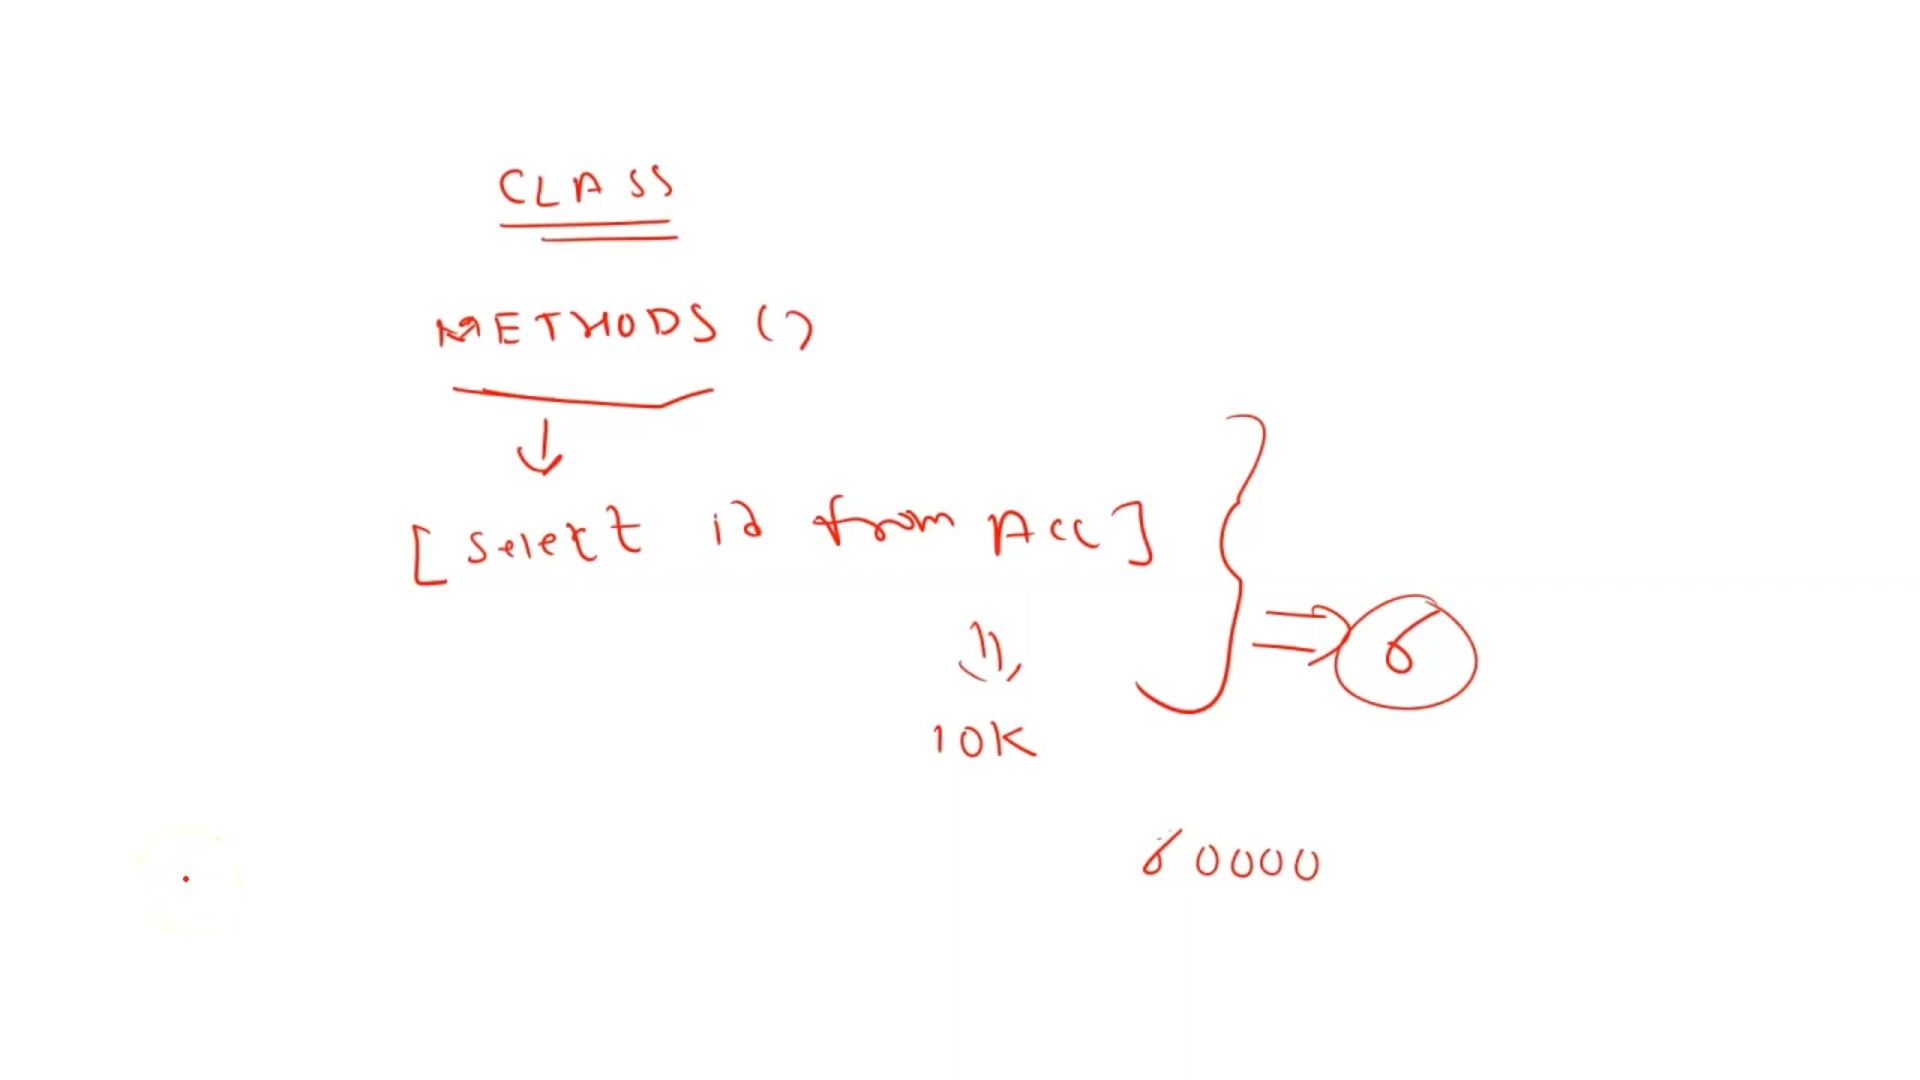 CLASS
METHODS ()
[Select id from Acc]
6
10K
60000